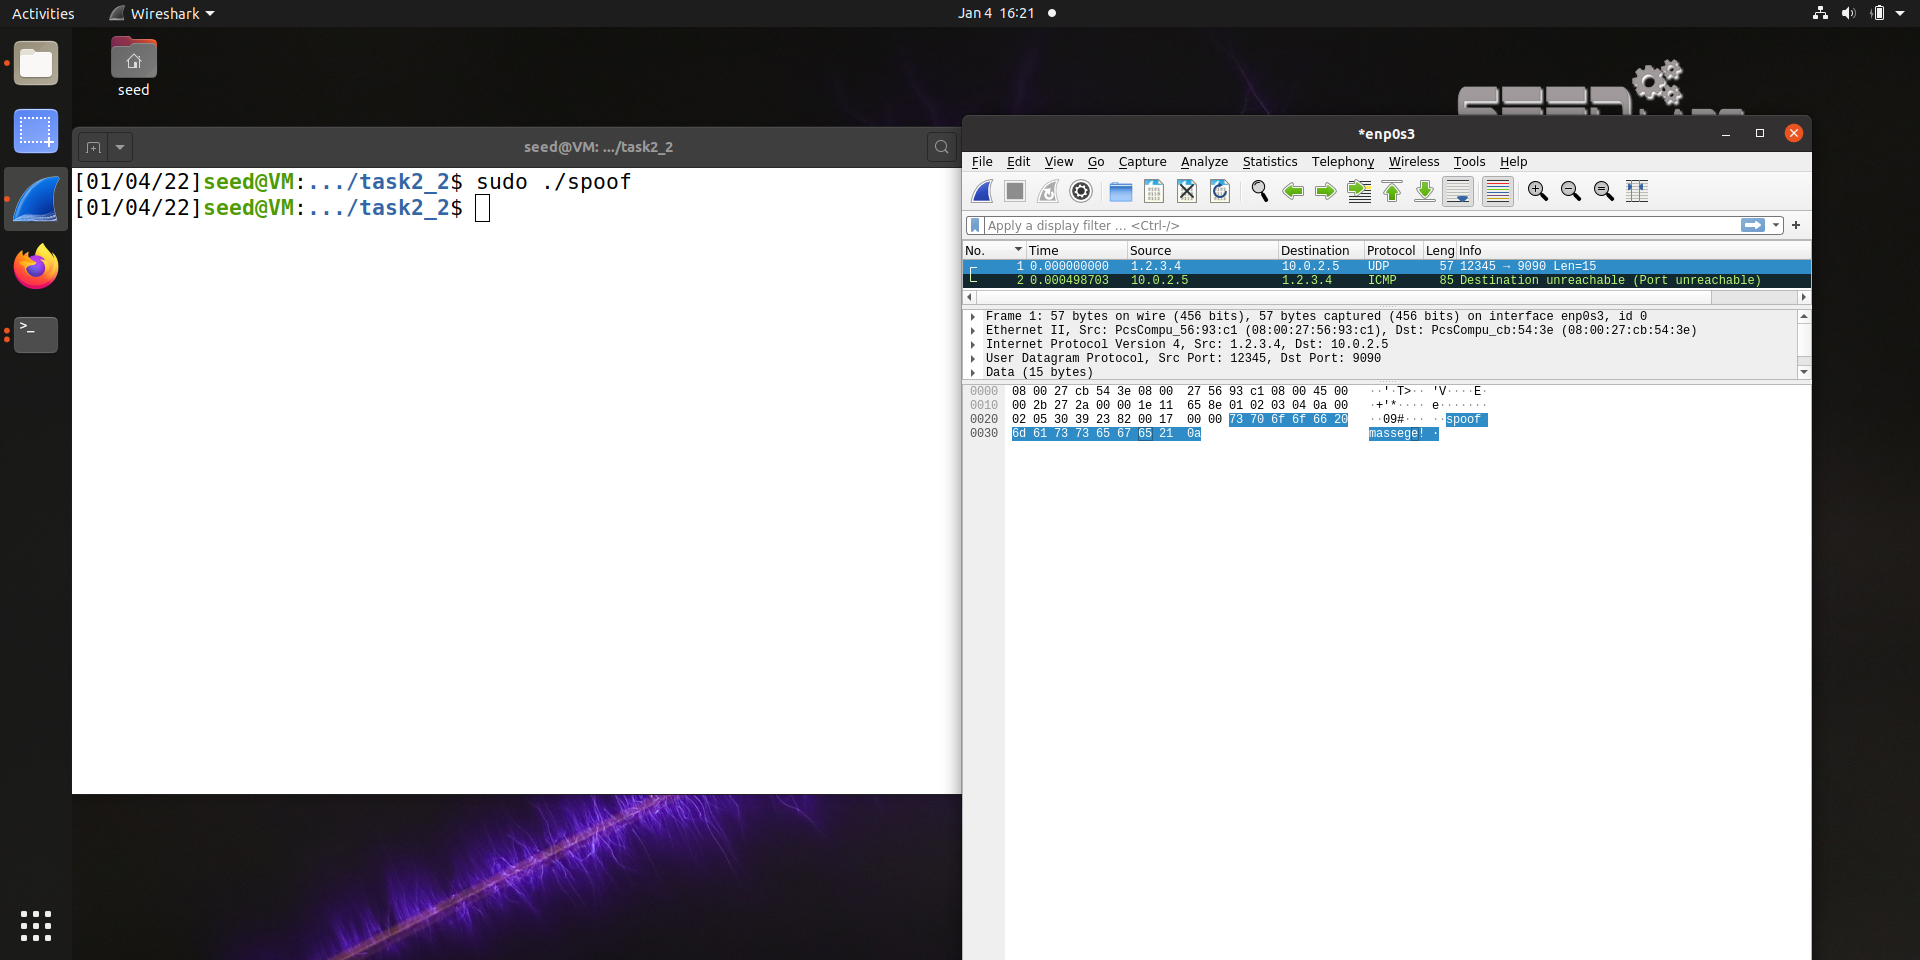 Activities Wireshark Jan 4 16:21
seed
SEED
seed@VM: .../task2_2
[01/04/22]seed@VM:.../task2_2$ sudo ./spoof
[01/04/22]seed@VM:.../task2_2$
*enp0s3
File Edit View Go Capture Analyze Statistics Telephony Wireless Tools Help
Apply a display filter … <Ctrl-/>
No. Time Source Destination Protocol Leng Info
1 0.000000000 1.2.3.4 10.0.2.5 UDP 57 12345 → 9090 Len=15
2 0.000498703 10.0.2.5 1.2.3.4 ICMP 85 Destination unreachable (Port unreachable)
Frame 1: 57 bytes on wire (456 bits), 57 bytes captured (456 bits) on interface enp0s3, id 0
Ethernet II, Src: PcsCompu_56:93:c1 (08:00:27:56:93:c1), Dst: PcsCompu_cb:54:3e (08:00:27:cb:54:3e)
Internet Protocol Version 4, Src: 1.2.3.4, Dst: 10.0.2.5
User Datagram Protocol, Src Port: 12345, Dst Port: 9090
Data (15 bytes)
0000 08 00 27 cb 54 3e 08 00 27 56 93 c1 08 00 45 00 ··'·T>·· 'V····E·
0010 00 2b 27 2a 00 00 1e 11 65 8e 01 02 03 04 0a 00 ·+'*···· e·······
0020 02 05 30 39 23 82 00 17 00 00 73 70 6f 6f 66 20 ··09#··· ··spoof
0030 6d 61 73 73 65 67 65 21 0a massege! ·